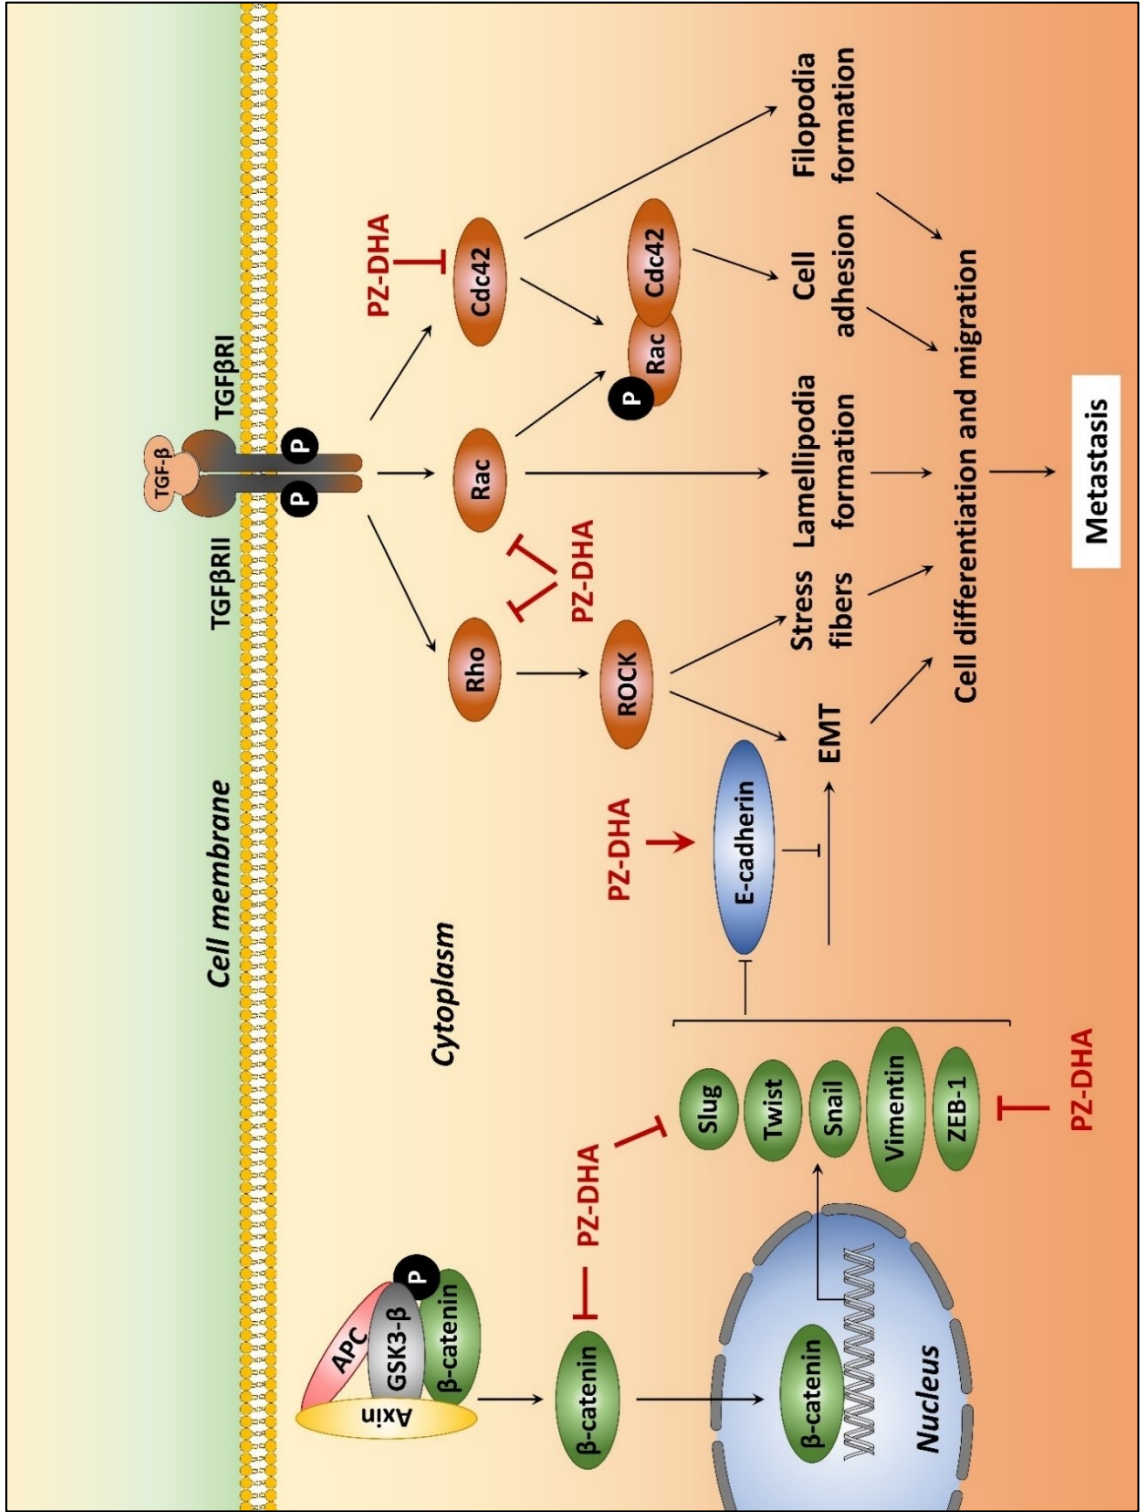 Cell membrane
TGFβRII
TGF-β
TGFβRI
P
P
Cytoplasm
APC
Axin
GSK3-β
P
β-catenin
β-catenin
PZ-DHA
β-catenin
Nucleus
Slug
Twist
Snail
Vimentin
ZEB-1
PZ-DHA
PZ-DHA
E-cadherin
EMT
Rho
PZ-DHA
Rac
PZ-DHA
Cdc42
ROCK
P
Rac
Cdc42
Stress
fibers
Lamellipodia
formation
Cell
adhesion
Filopodia
formation
Cell differentiation and migration
Metastasis